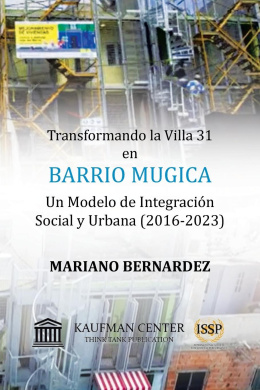 Transformando la Villa 31
en
BARRIO MUGICA
Un Modelo de Integración
Social y Urbana (2016-2023)
MARIANO BERNARDEZ
KAUFMAN CENTER
THINK TANK PUBLICATION
ISSP